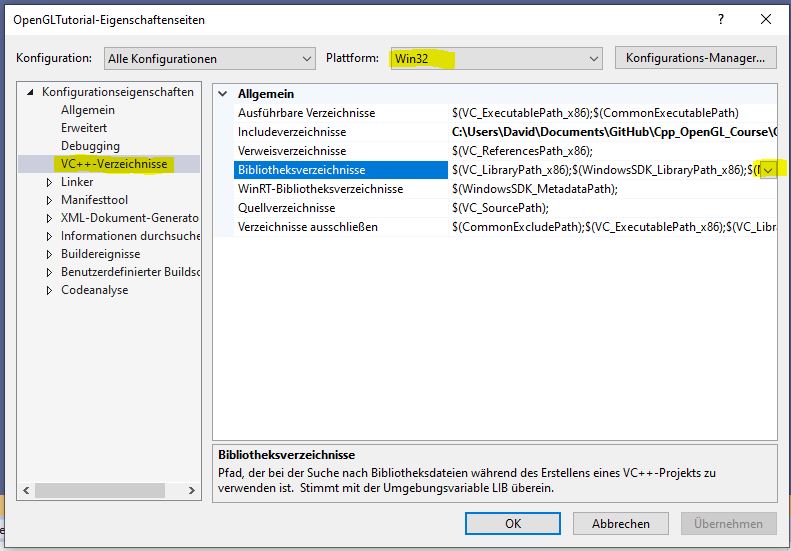 OpenGLTutorial-Eigenschaftenseiten
Konfiguration: Alle Konfigurationen Plattform: Win32 Konfigurations-Manager...
Konfigurationseigenschaften
Allgemein
Erweitert
Debugging
VC++-Verzeichnisse
Linker
Manifesttool
XML-Dokument-Generato
Informationen durchsuche
Buildereignisse
Benutzerdefinierter Buildsc
Codeanalyse
Allgemein
Ausführbare Verzeichnisse $(VC_ExecutablePath_x86);$(CommonExecutablePath)
Includeverzeichnisse C:\Users\David\Documents\GitHub\Cpp_OpenGL_Course\
Verweisverzeichnisse $(VC_ReferencesPath_x86);
Bibliotheksverzeichnisse $(VC_LibraryPath_x86);$(WindowsSDK_LibraryPath_x86);$(
WinRT-Bibliotheksverzeichnisse $(WindowsSDK_MetadataPath);
Quellverzeichnisse $(VC_SourcePath);
Verzeichnisse ausschließen $(CommonExcludePath);$(VC_ExecutablePath_x86);$(VC_Libra
Bibliotheksverzeichnisse
Pfad, der bei der Suche nach Bibliotheksdateien während des Erstellens eines VC++-Projekts zu
verwenden ist. Stimmt mit der Umgebungsvariable LIB überein.
OK Abbrechen Übernehmen